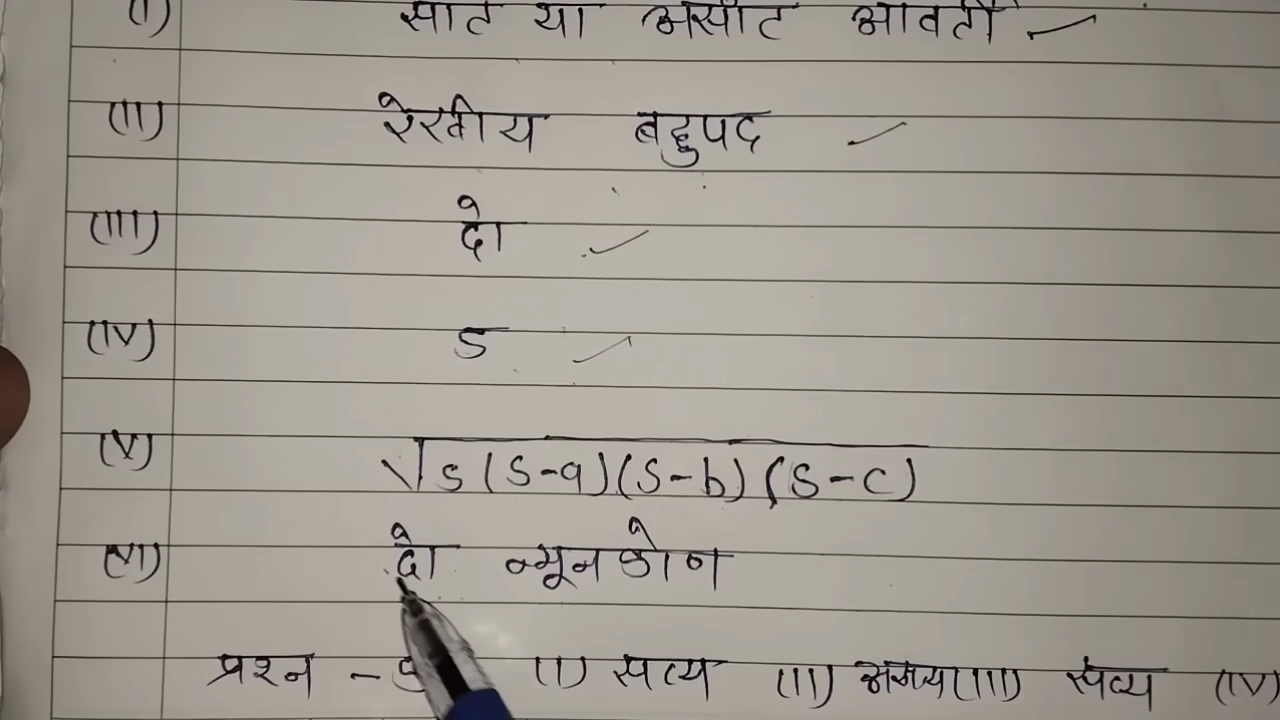 (I) सांत या असांत आवर्ती
(II) रेखीय बहुपद
(III) दो
(IV) 5
(V) √s(s-a)(s-b)(s-c)
(VI) दो न्यूनकोण
प्रश्न - (I) सत्य (II) असत्य (III) सत्य (IV)